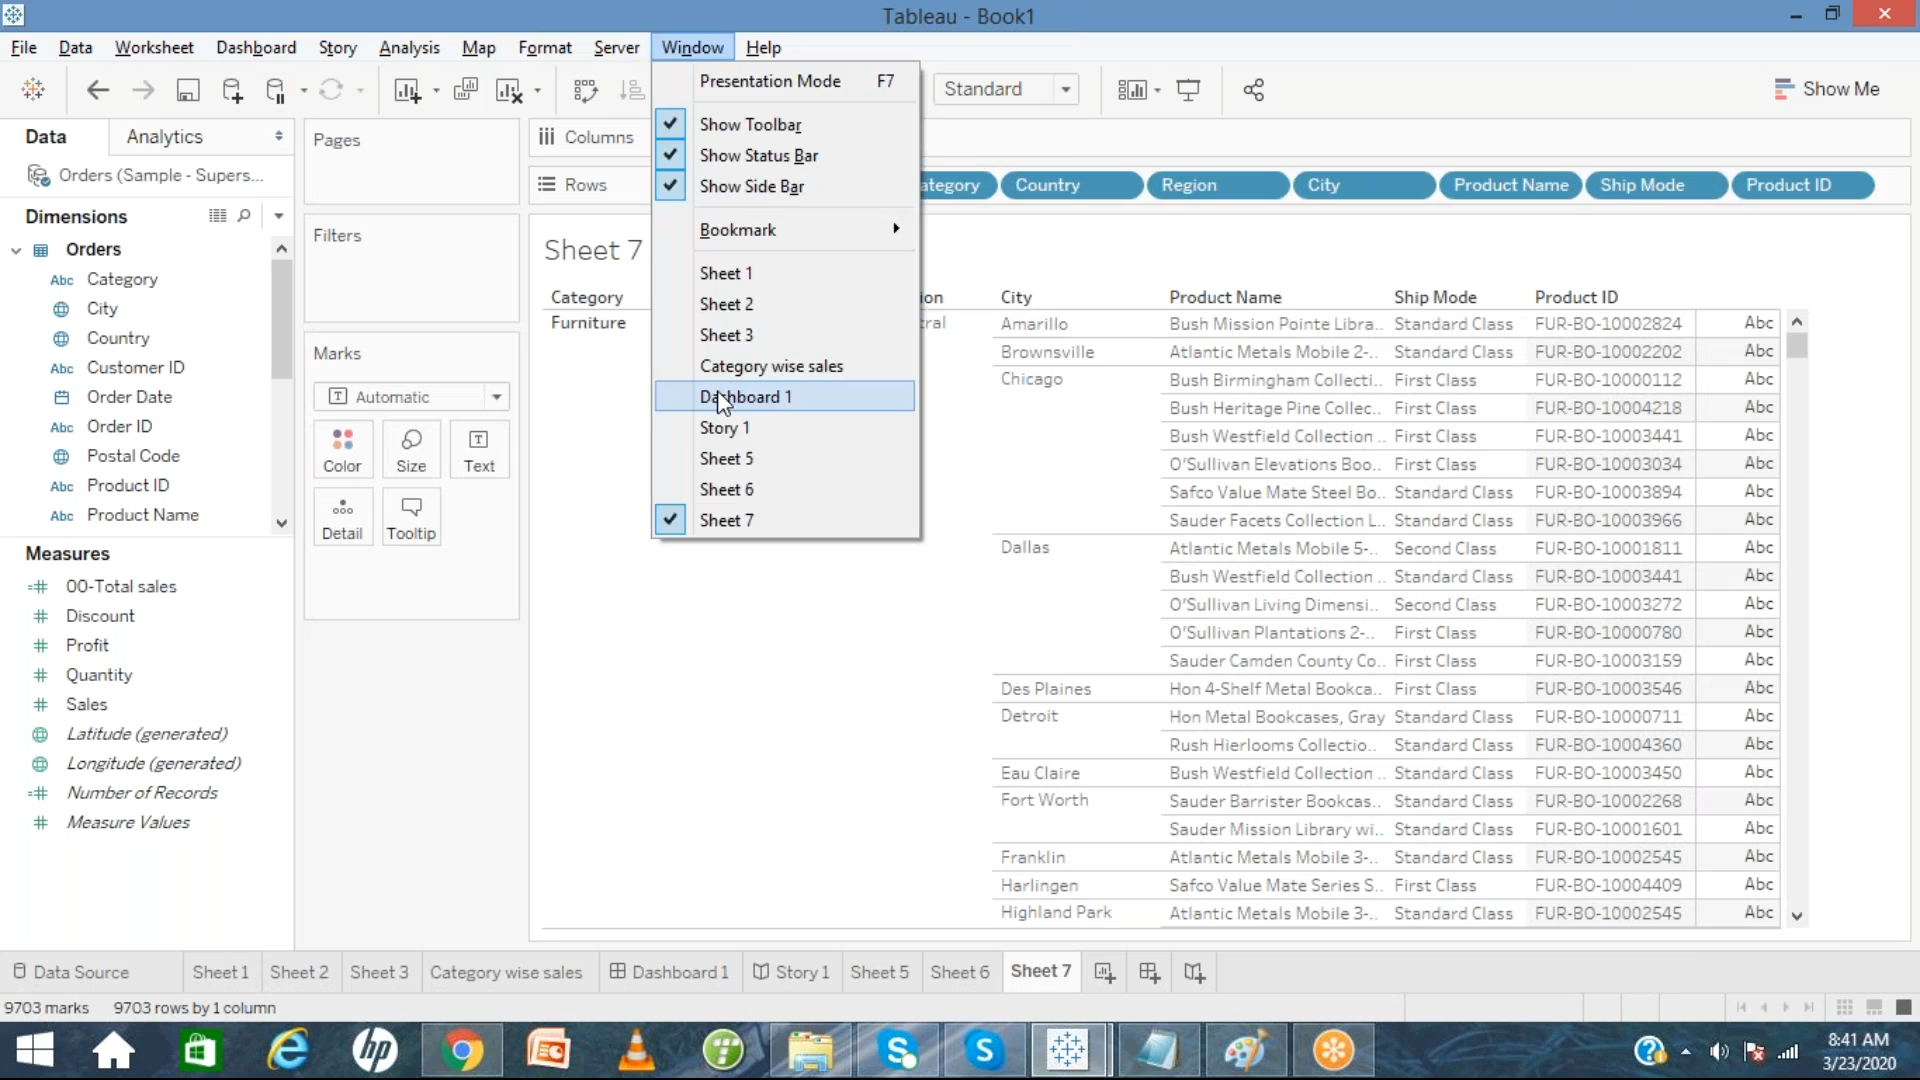 Tableau - Book1
File Data Worksheet Dashboard Story Analysis Map Format Server Window Help
Standard
Show Me
Presentation Mode F7
Show Toolbar
Show Status Bar
Show Side Bar
Bookmark
Sheet 1
Sheet 2
Sheet 3
Category wise sales
Dashboard 1
Story 1
Sheet 5
Sheet 6
Sheet 7
Data
Analytics
Orders (Sample - Supers...
Dimensions
Orders
Abc Category
City
Country
Abc Customer ID
Order Date
Abc Order ID
Postal Code
Abc Product ID
Abc Product Name
Measures
00-Total sales
Discount
Profit
Quantity
Sales
Latitude (generated)
Longitude (generated)
Number of Records
Measure Values
Pages
Filters
Marks
Automatic
Color Size Text
Detail Tooltip
Columns
Rows
ategory Country Region City Product Name Ship Mode Product ID
Sheet 7
Category ion City Product Name Ship Mode Product ID
Furniture tral Amarillo Bush Mission Pointe Libra.. Standard Class FUR-BO-10002824 Abc
Brownsville Atlantic Metals Mobile 2-.. Standard Class FUR-BO-10002202 Abc
Chicago Bush Birmingham Collecti.. First Class FUR-BO-10000112 Abc
Bush Heritage Pine Collec.. First Class FUR-BO-10004218 Abc
Bush Westfield Collection .. Standard Class FUR-BO-10003441 Abc
O'Sullivan Elevations Boo.. First Class FUR-BO-10003034 Abc
Safco Value Mate Steel Bo.. Standard Class FUR-BO-10003894 Abc
Sauder Facets Collection L.. Standard Class FUR-BO-10003966 Abc
Dallas Atlantic Metals Mobile 5-.. Second Class FUR-BO-10001811 Abc
Bush Westfield Collection .. Standard Class FUR-BO-10003441 Abc
O'Sullivan Living Dimensi.. Second Class FUR-BO-10003272 Abc
O'Sullivan Plantations 2-.. First Class FUR-BO-10000780 Abc
Sauder Camden County Co.. First Class FUR-BO-10003159 Abc
Des Plaines Hon 4-Shelf Metal Bookca.. First Class FUR-BO-10003546 Abc
Detroit Hon Metal Bookcases, Gray Standard Class FUR-BO-10000711 Abc
Rush Hierlooms Collectio.. Standard Class FUR-BO-10004360 Abc
Eau Claire Bush Westfield Collection .. Standard Class FUR-BO-10003450 Abc
Fort Worth Sauder Barrister Bookcas.. Standard Class FUR-BO-10002268 Abc
Sauder Mission Library wi.. Standard Class FUR-BO-10001601 Abc
Franklin Atlantic Metals Mobile 3-.. Standard Class FUR-BO-10002545 Abc
Harlingen Safco Value Mate Series S.. First Class FUR-BO-10004409 Abc
Highland Park Atlantic Metals Mobile 3-.. Standard Class FUR-BO-10002545 Abc
Data Source Sheet 1 Sheet 2 Sheet 3 Category wise sales Dashboard 1 Story 1 Sheet 5 Sheet 6 Sheet 7
9703 marks 9703 rows by 1 column
8:41 AM
3/23/2020